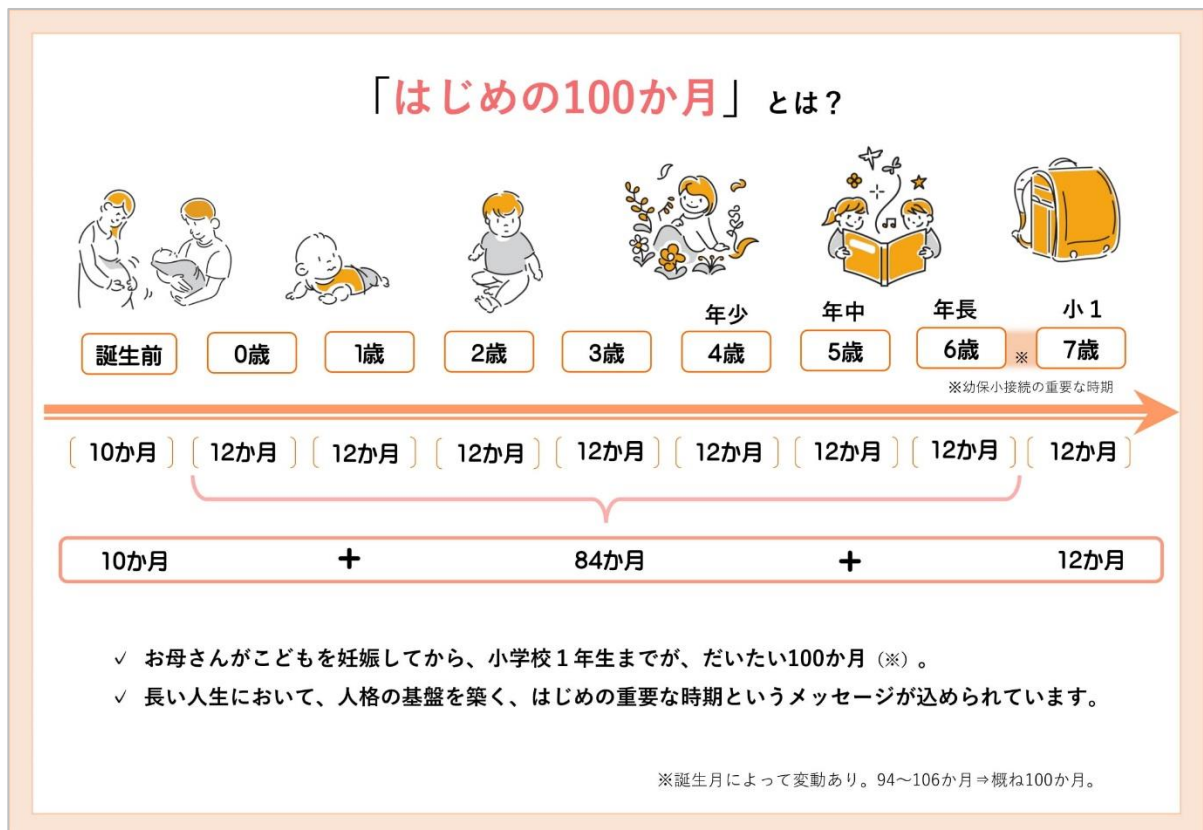 「はじめの100か月」とは？
年少 年中 年長 小１
誕生前 0歳 1歳 2歳 3歳 4歳 5歳 6歳 ※ 7歳
※幼保小接続の重要な時期
〔10か月〕〔12か月〕〔12か月〕〔12か月〕〔12か月〕〔12か月〕〔12か月〕〔12か月〕〔12か月〕
10か月 + 84か月 + 12か月
✓ お母さんがこどもを妊娠してから、小学校１年生までが、だいたい100か月（※）。
✓ 長い人生において、人格の基盤を築く、はじめの重要な時期というメッセージが込められています。
※誕生月によって変動あり。94～106か月⇒概ね100か月。